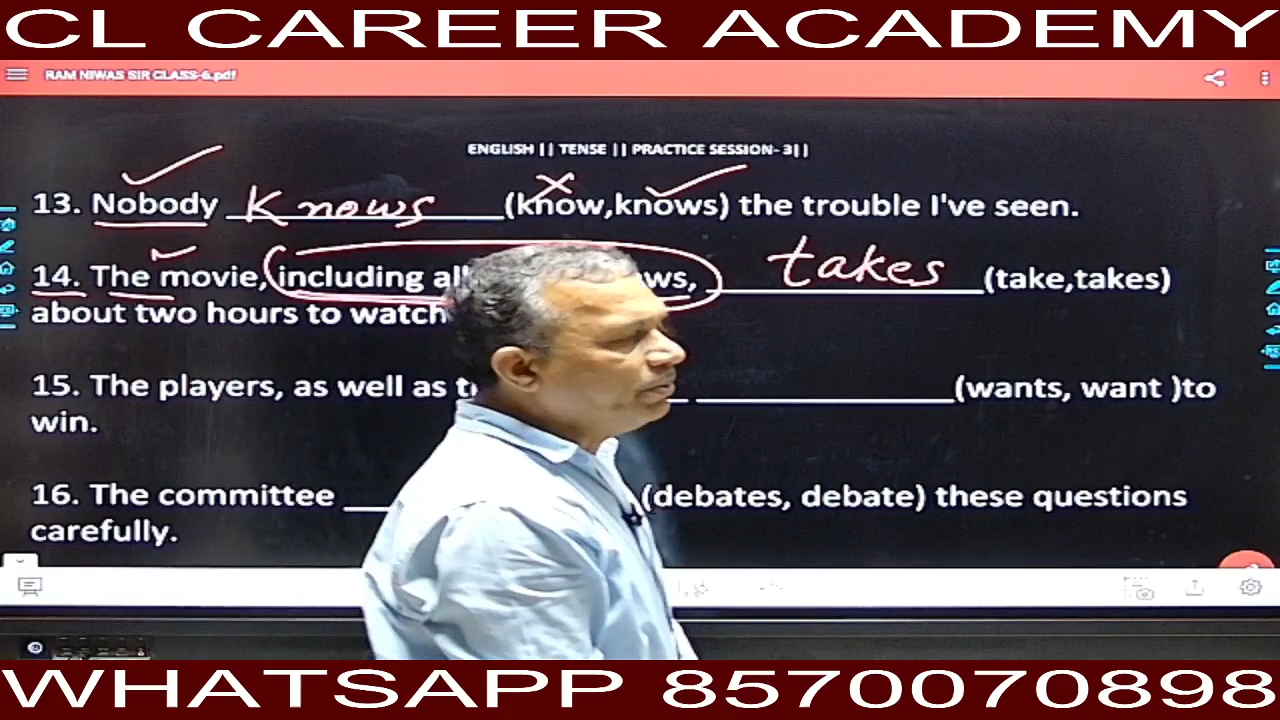 CL CAREER ACADEMY
RAM NIWAS SIR CLASS-6.pdf
ENGLISH || TENSE || PRACTICE SESSION- 3||
13. Nobody knows (know,knows) the trouble I've seen.
14. The movie, including all ws, takes (take,takes)
about two hours to watch
15. The players, as well as t (wants, want )to
win.
16. The committee (debates, debate) these questions
carefully.
WHATSAPP 8570070898